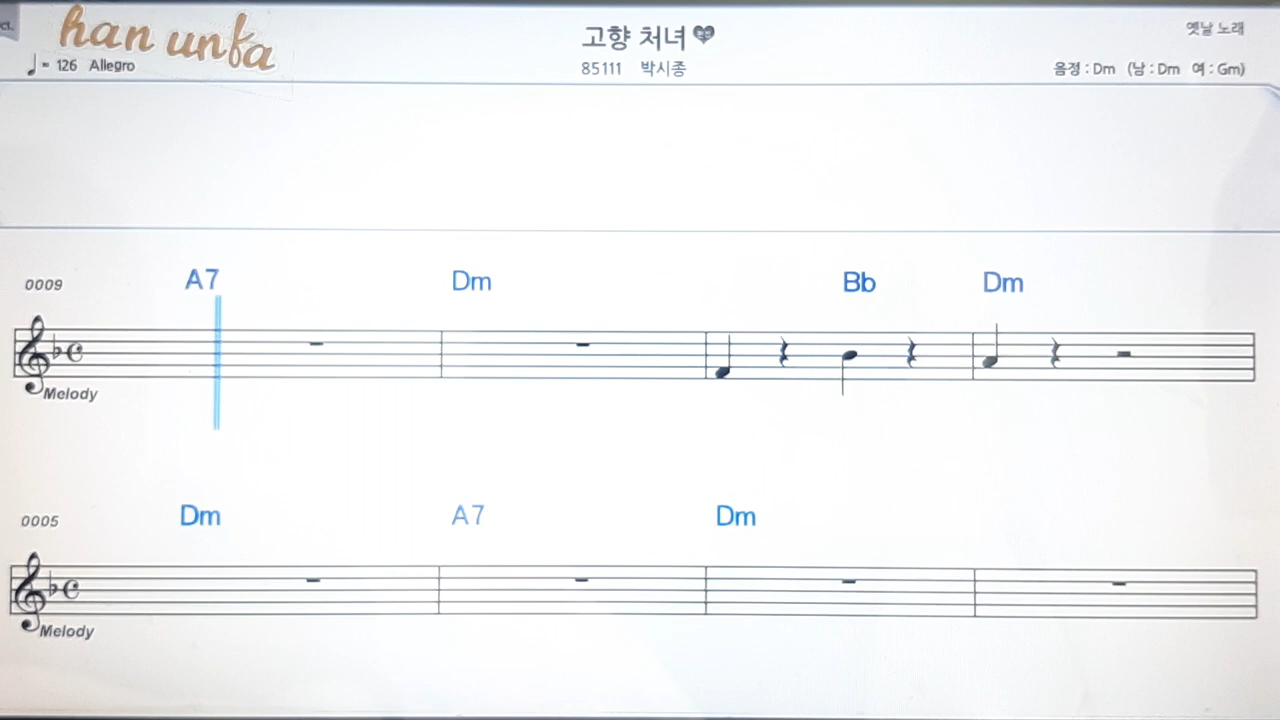 ct.
han unfa
고향 처녀
옛날 노래
= 126 Allegro
85111 박시종
음정 : Dm (남 : Dm 여 : Gm)
A7 Dm Bb Dm
0009
Melody
Dm A7 Dm
0005
Melody